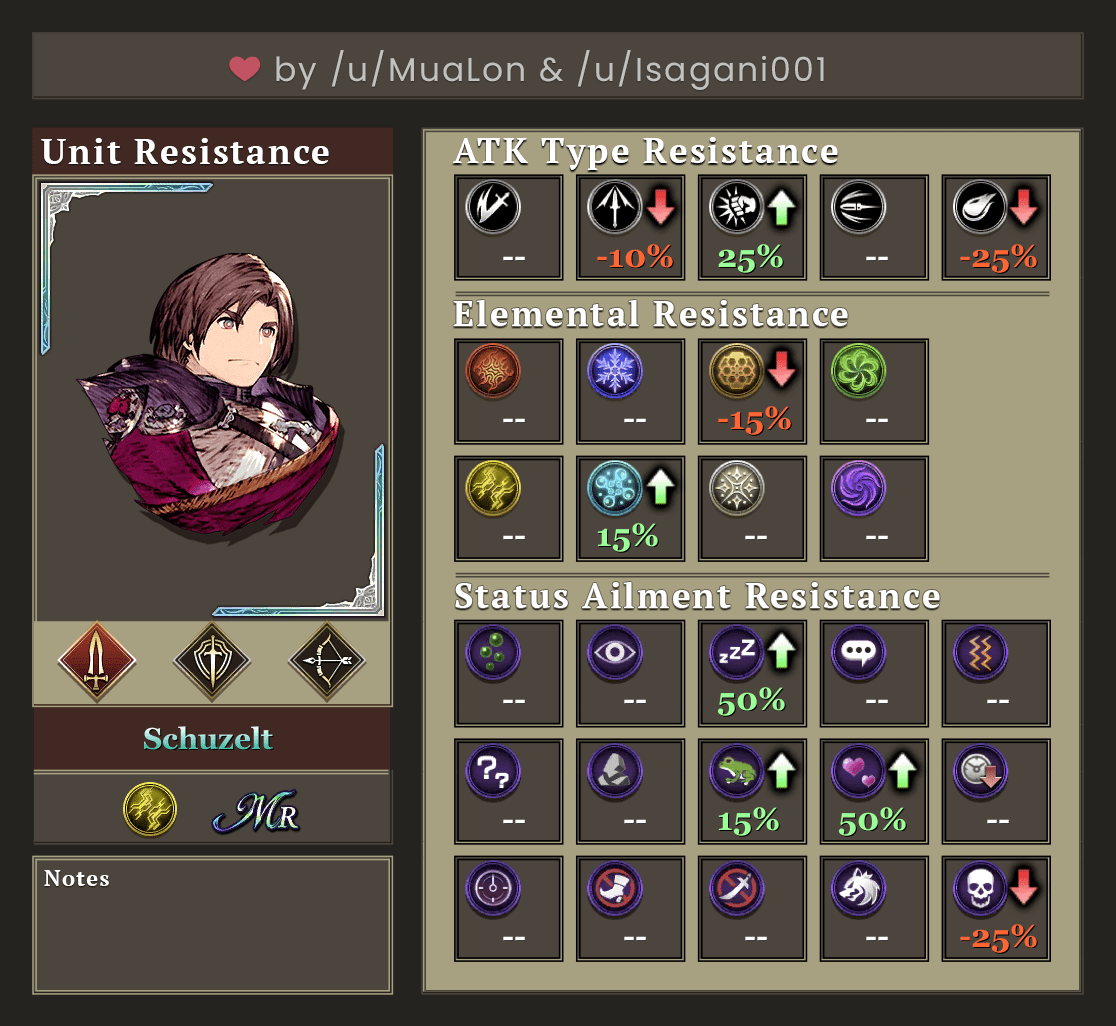 by /u/MuaLon & /u/Isagani001
Unit Resistance
Schuzelt
MR
Notes
ATK Type Resistance
-- -10% 25% -- -25%
Elemental Resistance
-- -- -15% --
-- 15% -- --
Status Ailment Resistance
zzZ
-- -- 50% -- --
??
-- -- 15% 50% --
-- -- -- -- -25%